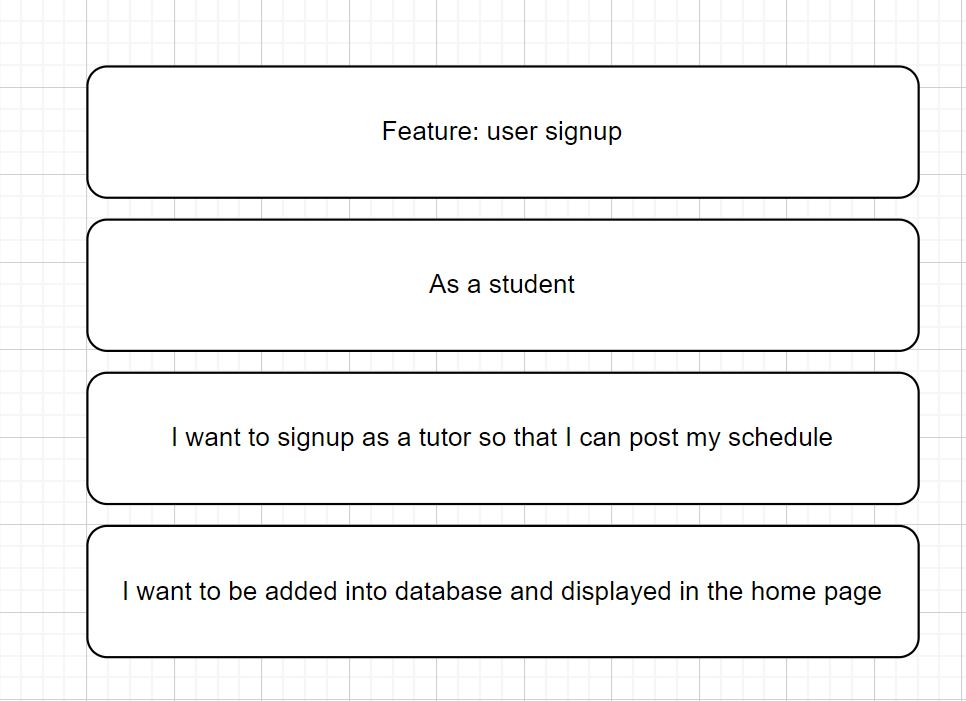 Feature: user signup
As a student
I want to signup as a tutor so that I can post my schedule
I want to be added into database and displayed in the home page